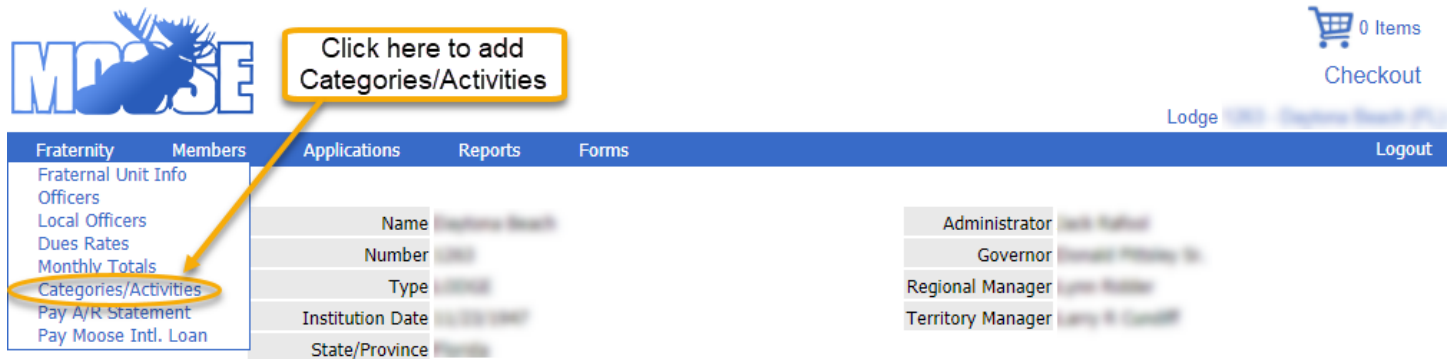 MOOSE
Click here to add
Categories/Activities
0 Items
Checkout
Lodge
Fraternity Members Applications Reports Forms Logout
Fraternal Unit Info
Officers
Local Officers
Dues Rates
Monthly Totals
Categories/Activities
Pay A/R Statement
Pay Moose Intl. Loan
Name
Number
Type
Institution Date
State/Province
Administrator
Governor
Regional Manager
Territory Manager